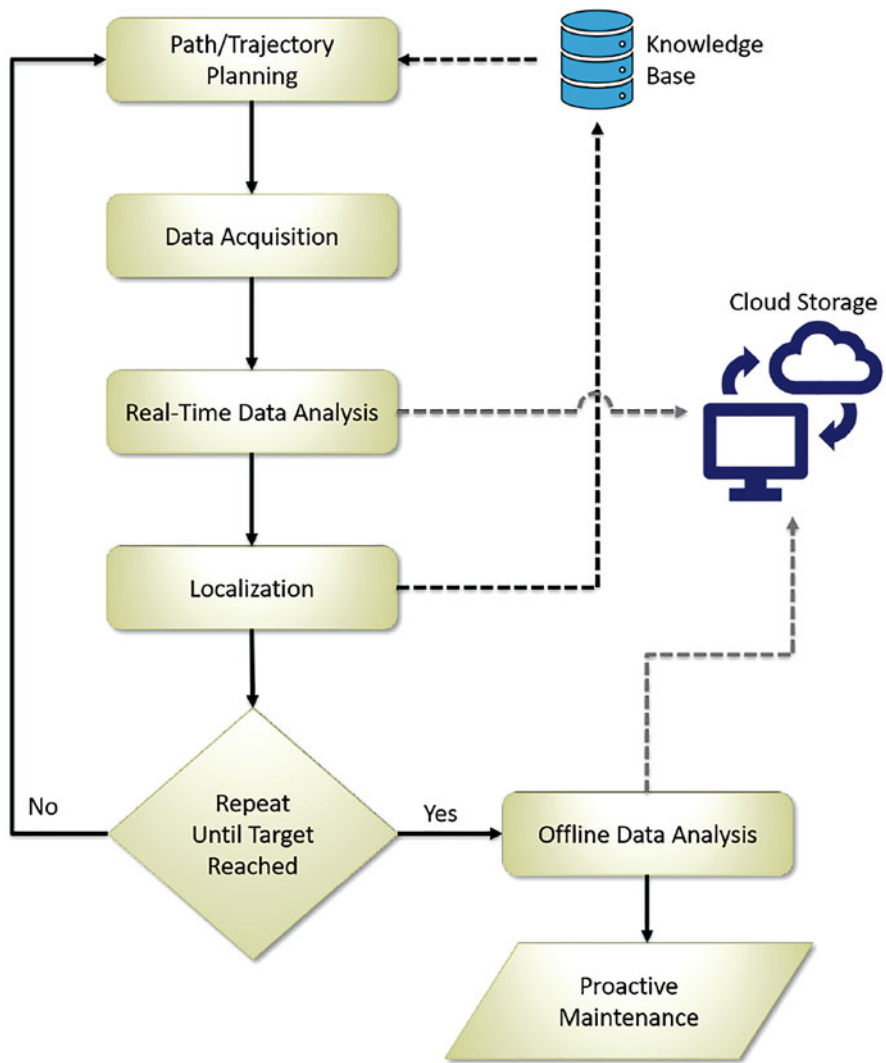 Path/Trajectory
Planning
Knowledge
Base
Data Acquisition
Cloud Storage
Real-Time Data Analysis
Localization
No
Repeat
Until Target
Reached
Yes
Offline Data Analysis
Proactive
Maintenance